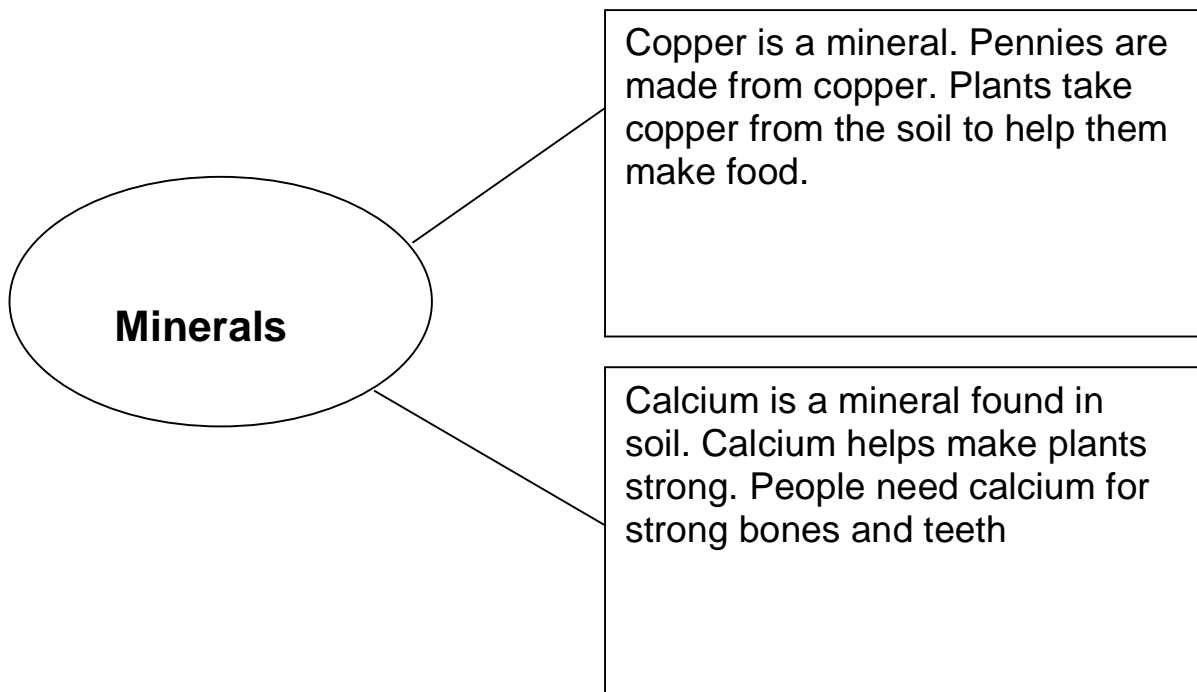 Copper is a mineral. Pennies are
made from copper. Plants take
copper from the soil to help them
make food.
Minerals
Calcium is a mineral found in
soil. Calcium helps make plants
strong. People need calcium for
strong bones and teeth